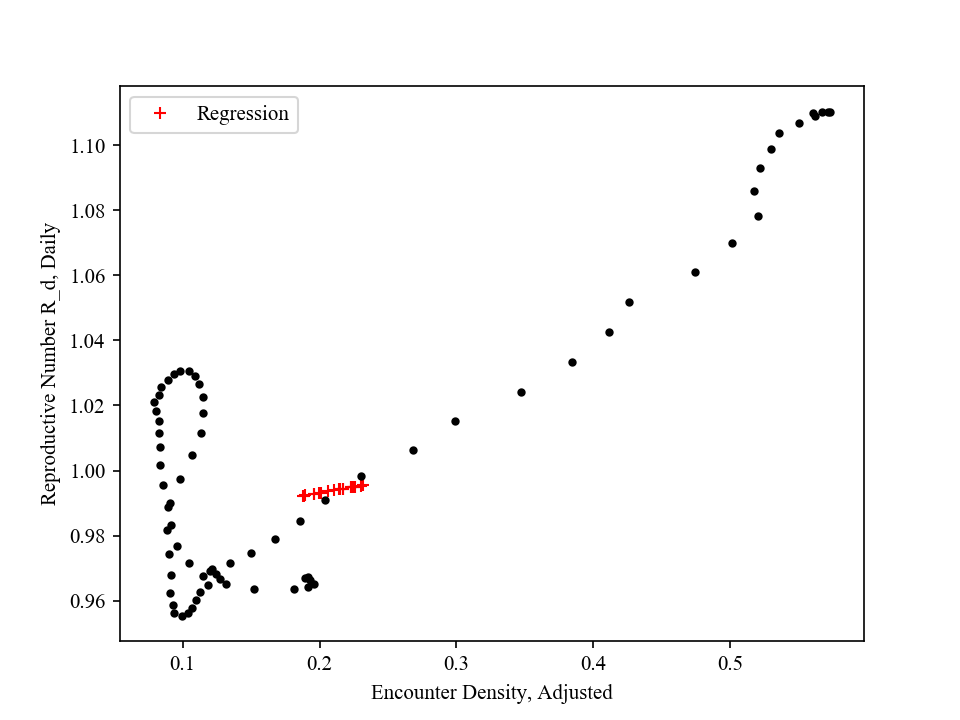 Regression
1.10
1.08
1.06
1.04
1.02
1.00
0.98
0.96
Reproductive Number R_d, Daily
0.1 0.2 0.3 0.4 0.5
Encounter Density, Adjusted